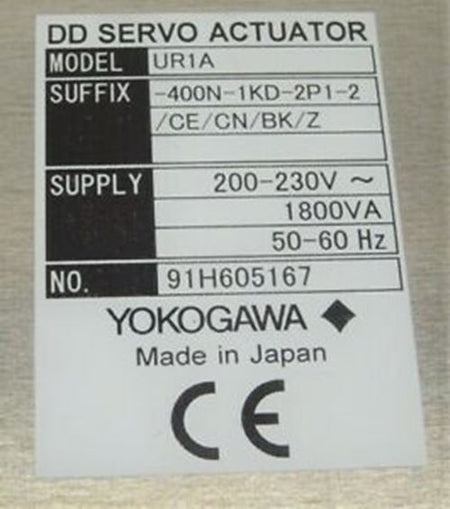 DD SERVO ACTUATOR
MODEL UR1A
SUFFIX -400N-1KD-2P1-2
/CE/CN/BK/Z
SUPPLY 200-230V ~
1800VA
50-60 Hz
NO. 91H605167
YOKOGAWA
Made in Japan
CE